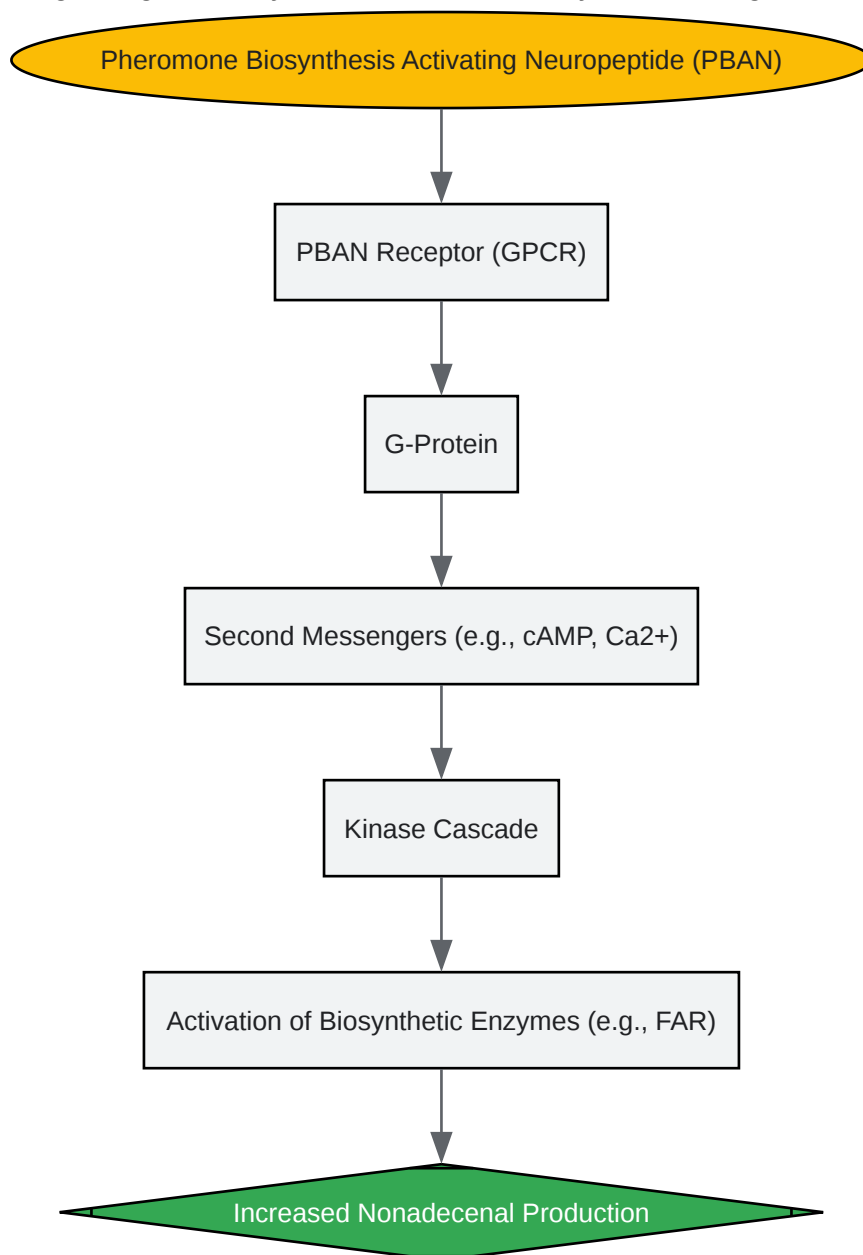 Pheromone Biosynthesis Activating Neuropeptide (PBAN)
PBAN Receptor (GPCR)
G-Protein
Second Messengers (e.g., cAMP, Ca2+)
Kinase Cascade
Activation of Biosynthetic Enzymes (e.g., FAR)
Increased Nonadecenal Production